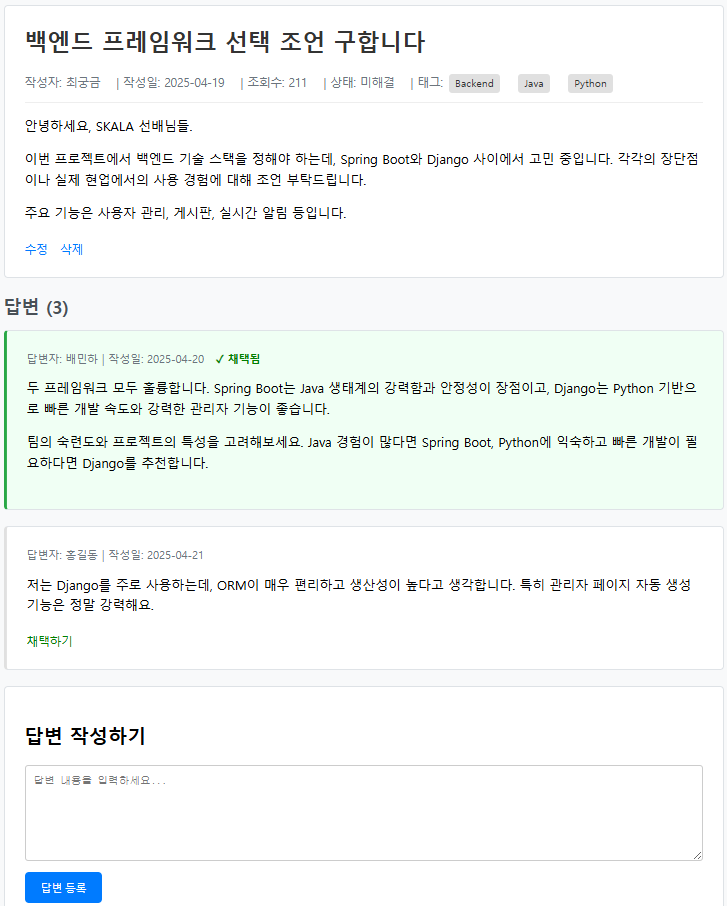 백엔드 프레임워크 선택 조언 구합니다
작성자: 최궁금 | 작성일: 2025-04-19 | 조회수: 211 | 상태: 미해결 | 태그: Backend Java Python
안녕하세요, SKALA 선배님들.
이번 프로젝트에서 백엔드 기술 스택을 정해야 하는데, Spring Boot와 Django 사이에서 고민 중입니다. 각각의 장단점
이나 실제 현업에서의 사용 경험에 대해 조언 부탁드립니다.
주요 기능은 사용자 관리, 게시판, 실시간 알림 등입니다.
수정 삭제
답변 (3)
답변자: 배민하 | 작성일: 2025-04-20 ✓ 채택됨
두 프레임워크 모두 훌륭합니다. Spring Boot는 Java 생태계의 강력함과 안정성이 장점이고, Django는 Python 기반으
로 빠른 개발 속도와 강력한 관리자 기능이 좋습니다.
팀의 숙련도와 프로젝트의 특성을 고려해보세요. Java 경험이 많다면 Spring Boot, Python에 익숙하고 빠른 개발이 필
요하다면 Django를 추천합니다.
답변자: 홍길동 | 작성일: 2025-04-21
저는 Django를 주로 사용하는데, ORM이 매우 편리하고 생산성이 높다고 생각합니다. 특히 관리자 페이지 자동 생성
기능은 정말 강력해요.
채택하기
답변 작성하기
답변 내용을 입력하세요...
답변 등록